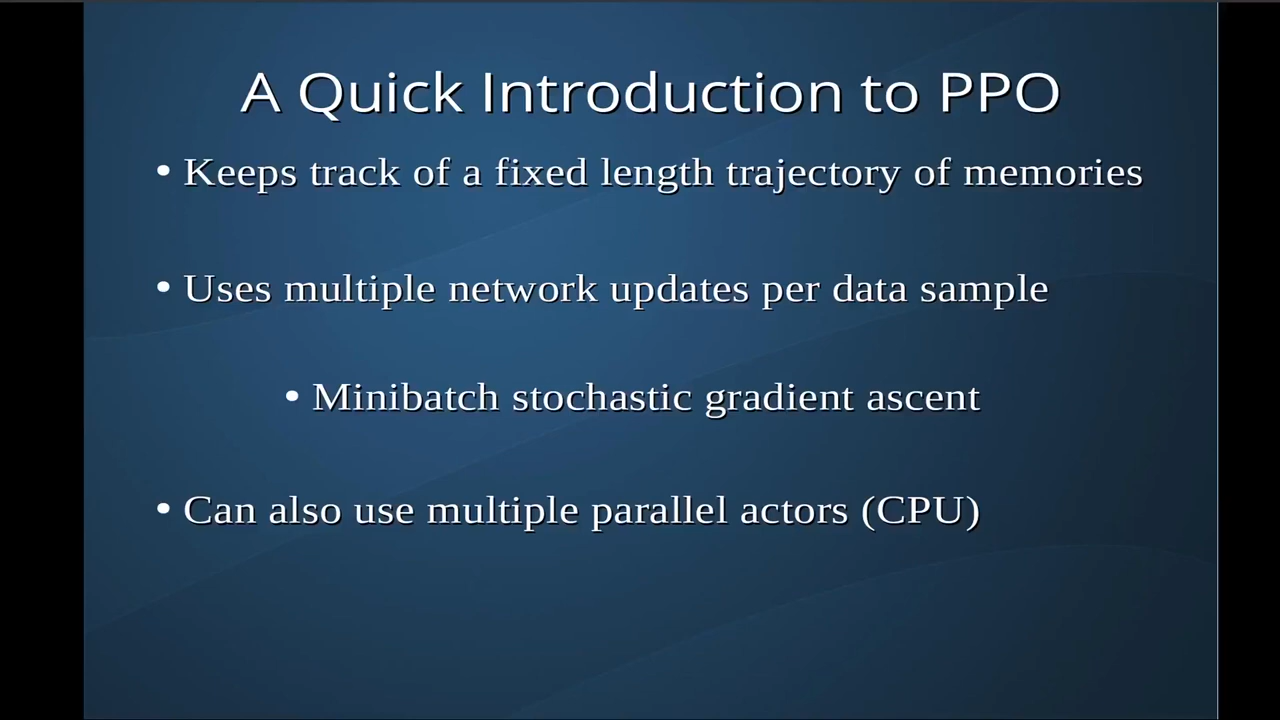 A Quick Introduction to PPO
• Keeps track of a fixed length trajectory of memories
• Uses multiple network updates per data sample
• Minibatch stochastic gradient ascent
• Can also use multiple parallel actors (CPU)